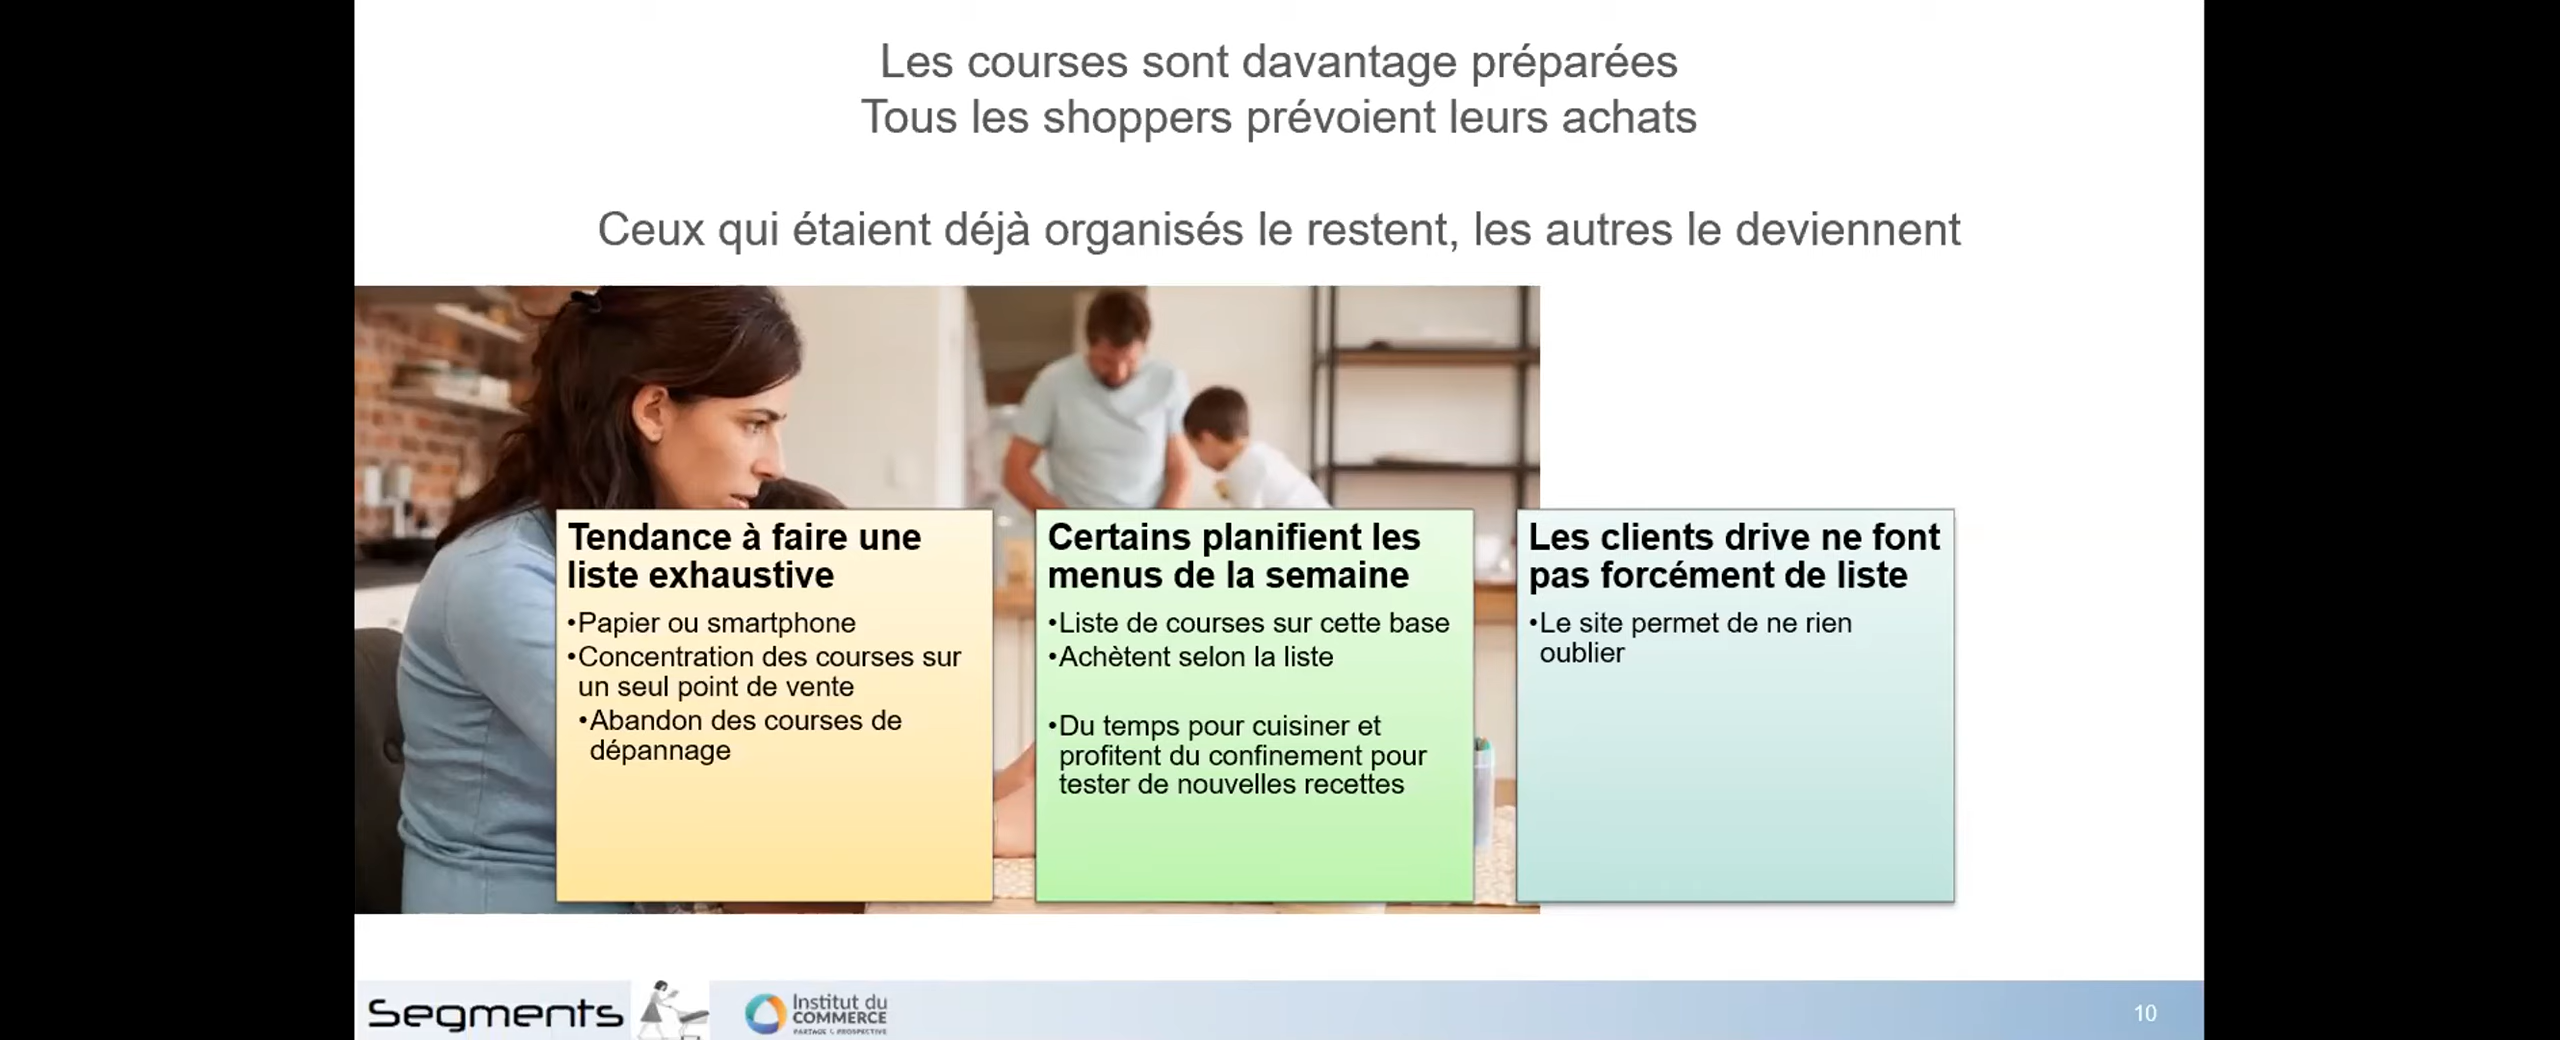 Les courses sont davantage préparées
Tous les shoppers prévoient leurs achats
Ceux qui étaient déjà organisés le restent, les autres le deviennent
Tendance à faire une
liste exhaustive
•Papier ou smartphone
•Concentration des courses sur
un seul point de vente
•Abandon des courses de
dépannage
Certains planifient les
menus de la semaine
•Liste de courses sur cette base
•Achètent selon la liste
•Du temps pour cuisiner et
profitent du confinement pour
tester de nouvelles recettes
Les clients drive ne font
pas forcément de liste
•Le site permet de ne rien
oublier
Segments
Institut du
COMMERCE
PARTAGE & PROSPECTIVE
10